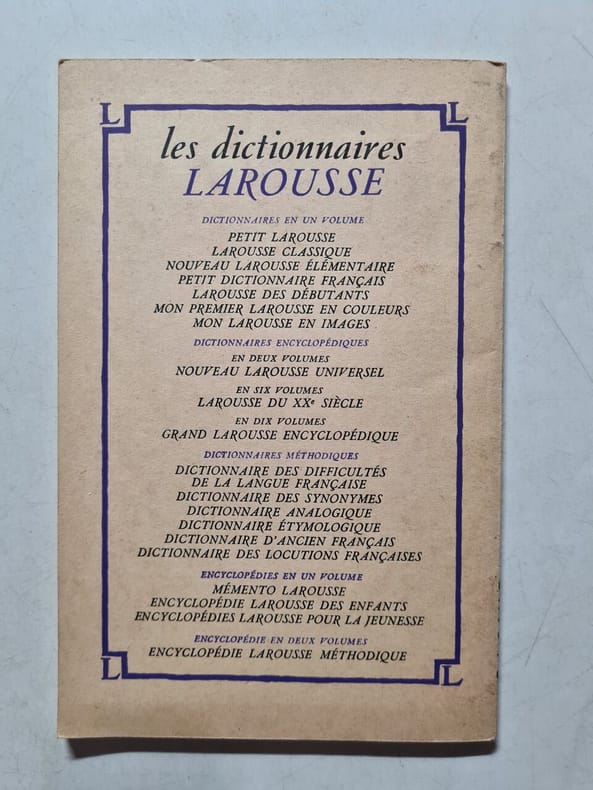 L L
les dictionnaires
LAROUSSE
DICTIONNAIRES EN UN VOLUME
PETIT LAROUSSE
LAROUSSE CLASSIQUE
NOUVEAU LAROUSSE ÉLÉMENTAIRE
PETIT DICTIONNAIRE FRANÇAIS
LAROUSSE DES DÉBUTANTS
MON PREMIER LAROUSSE EN COULEURS
MON LAROUSSE EN IMAGES
DICTIONNAIRES ENCYCLOPÉDIQUES
EN DEUX VOLUMES
NOUVEAU LAROUSSE UNIVERSEL
EN SIX VOLUMES
LAROUSSE DU XXe SIÈCLE
EN DIX VOLUMES
GRAND LAROUSSE ENCYCLOPÉDIQUE
DICTIONNAIRES MÉTHODIQUES
DICTIONNAIRE DES DIFFICULTÉS
DE LA LANGUE FRANÇAISE
DICTIONNAIRE DES SYNONYMES
DICTIONNAIRE ANALOGIQUE
DICTIONNAIRE ÉTYMOLOGIQUE
DICTIONNAIRE D'ANCIEN FRANÇAIS
DICTIONNAIRE DES LOCUTIONS FRANÇAISES
ENCYCLOPÉDIES EN UN VOLUME
MÉMENTO LAROUSSE
ENCYCLOPÉDIE LAROUSSE DES ENFANTS
ENCYCLOPÉDIES LAROUSSE POUR LA JEUNESSE
ENCYCLOPÉDIE EN DEUX VOLUMES
ENCYCLOPÉDIE LAROUSSE MÉTHODIQUE
L L